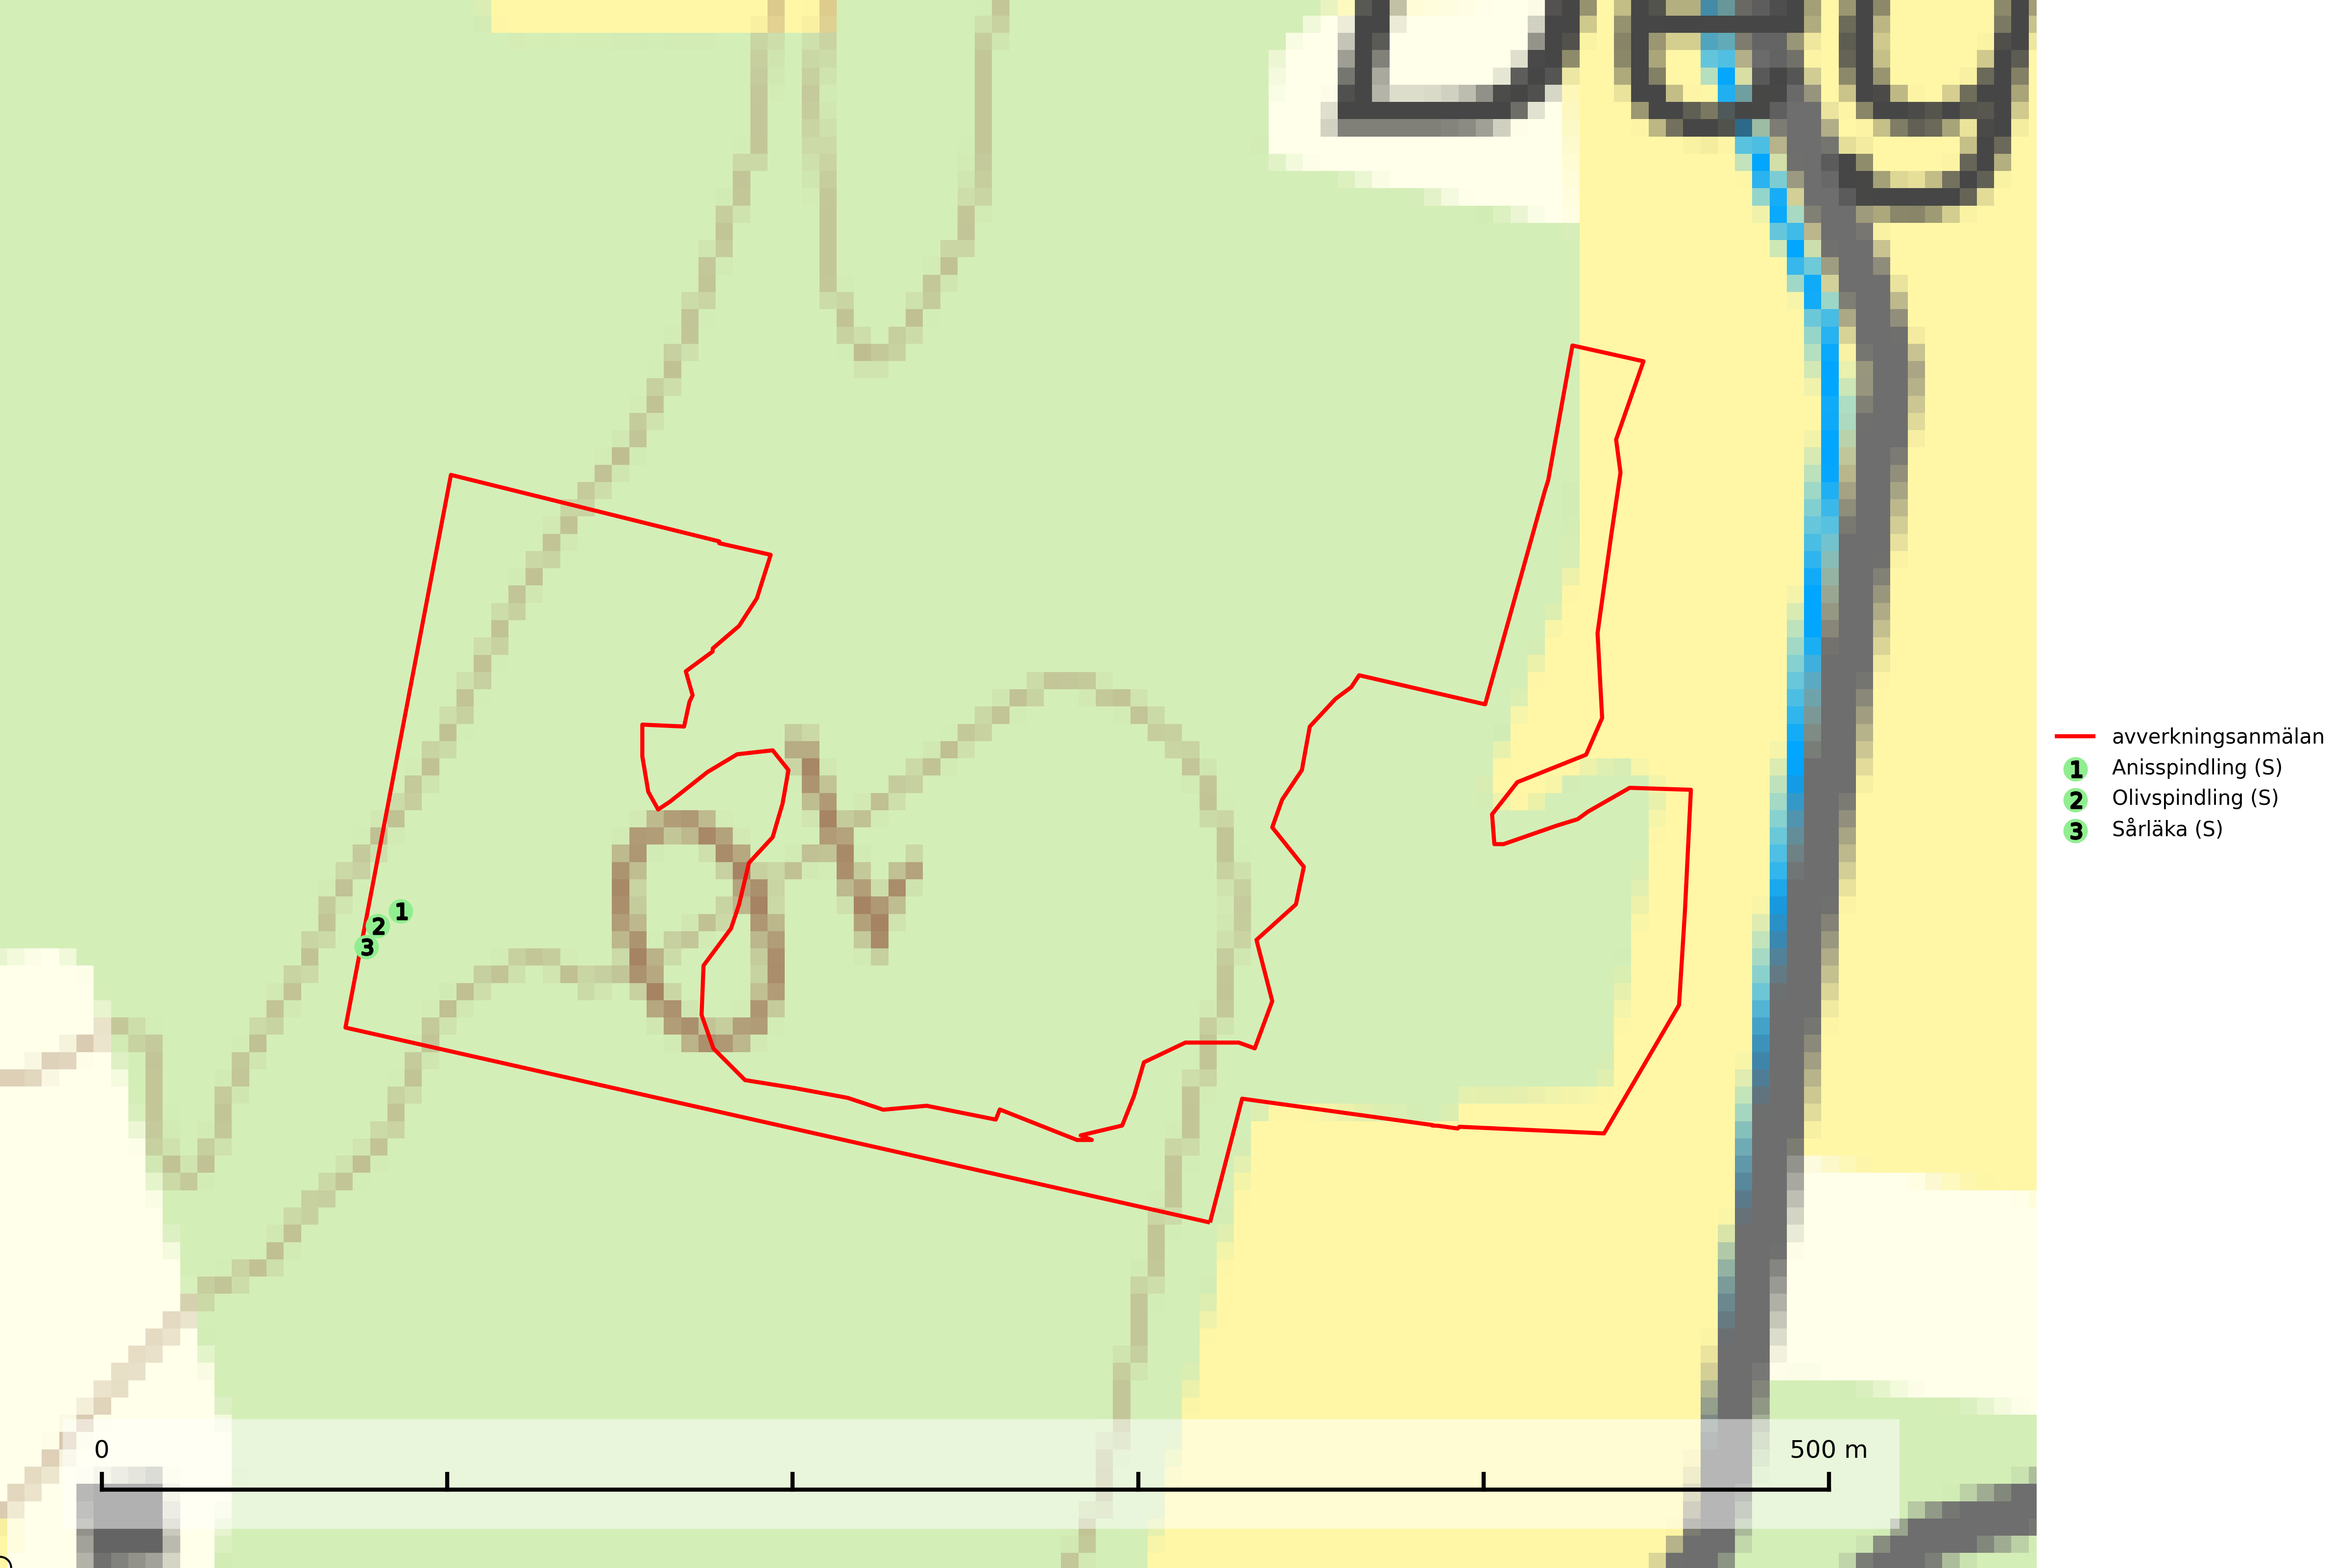 avverkningsanmälan
1 Anisspindling (S)
2 Olivspindling (S)
3 Sårläka (S)
1
2
3
0 500 m